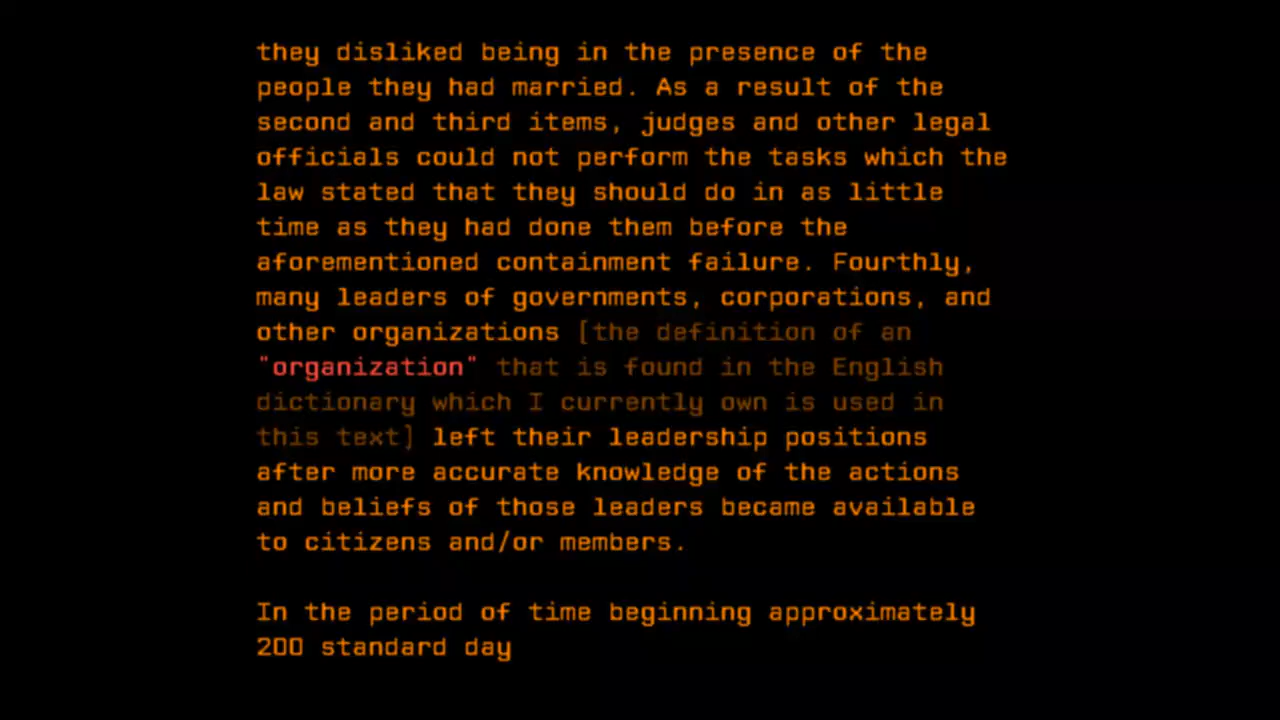 they disliked being in the presence of the
people they had married. As a result of the
second and third items, judges and other legal
officials could not perform the tasks which the
law stated that they should do in as little
time as they had done them before the
aforementioned containment failure. Fourthly,
many leaders of governments, corporations, and
other organizations [the definition of an
"organization" that is found in the English
dictionary which I currently own is used in
this text] left their leadership positions
after more accurate knowledge of the actions
and beliefs of those leaders became available
to citizens and/or members.
In the period of time beginning approximately
200 standard day